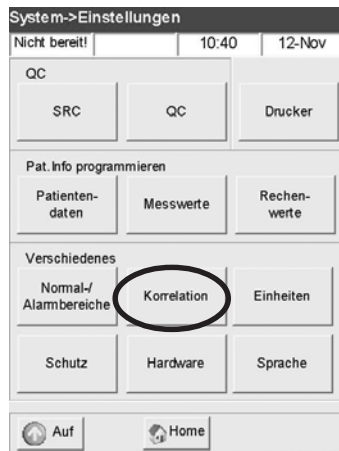 System->Einstellungen
Nicht bereit! 10:40 12-Nov
QC
SRC QC Drucker
Pat.Info programmieren
Patienten-
daten
Messwerte
Rechen-
werte
Verschiedenes
Normal-/
Alarmbereiche
Korrelation
Einheiten
Schutz Hardware Sprache
Auf Home